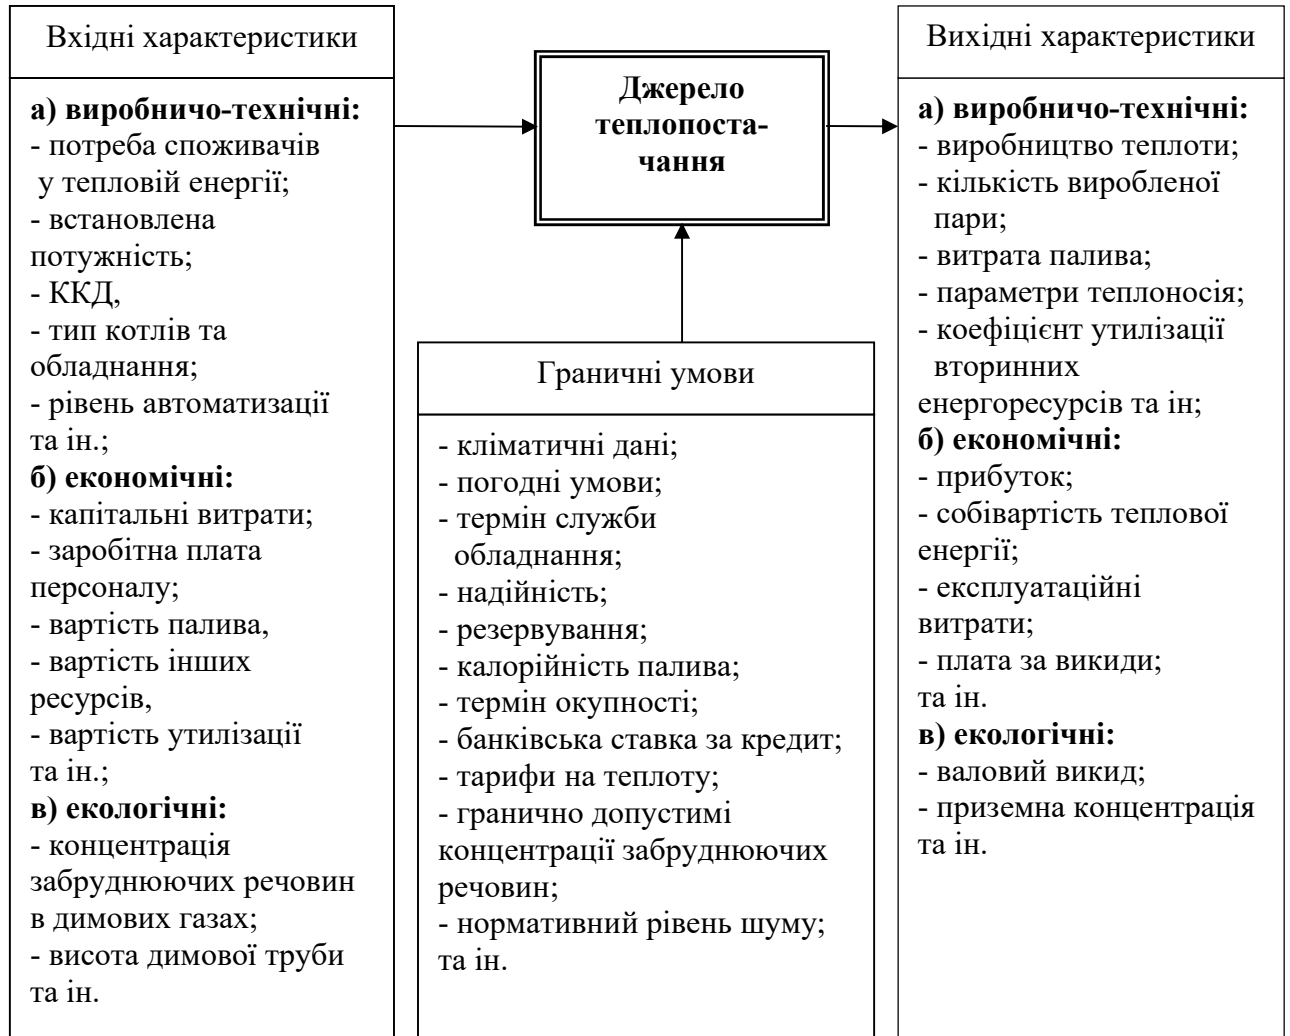 Вхідні характеристики
а) виробничо-технічні:
- потреба споживачів
у тепловій енергії;
- встановлена
потужність;
- ККД,
- тип котлів та
обладнання;
- рівень автоматизації
та ін.;
б) економічні:
- капітальні витрати;
- заробітна плата
персоналу;
- вартість палива,
- вартість інших
ресурсів,
- вартість утилізації
та ін.;
в) екологічні:
- концентрація
забруднюючих речовин
в димових газах;
- висота димової труби
та ін.
Джерело
теплопоста-
чання
Граничні умови
- кліматичні дані;
- погодні умови;
- термін служби
обладнання;
- надійність;
- резервування;
- калорійність палива;
- термін окупності;
- банківська ставка за кредит;
- тарифи на теплоту;
- гранично допустимі
концентрації забруднюючих
речовин;
- нормативний рівень шуму;
та ін.
Вихідні характеристики
а) виробничо-технічні:
- виробництво теплоти;
- кількість виробленої
пари;
- витрата палива;
- параметри теплоносія;
- коефіцієнт утилізації
вторинних
енергоресурсів та ін;
б) економічні:
- прибуток;
- собівартість теплової
енергії;
- експлуатаційні
витрати;
- плата за викиди;
та ін.
в) екологічні:
- валовий викид;
- приземна концентрація
та ін.